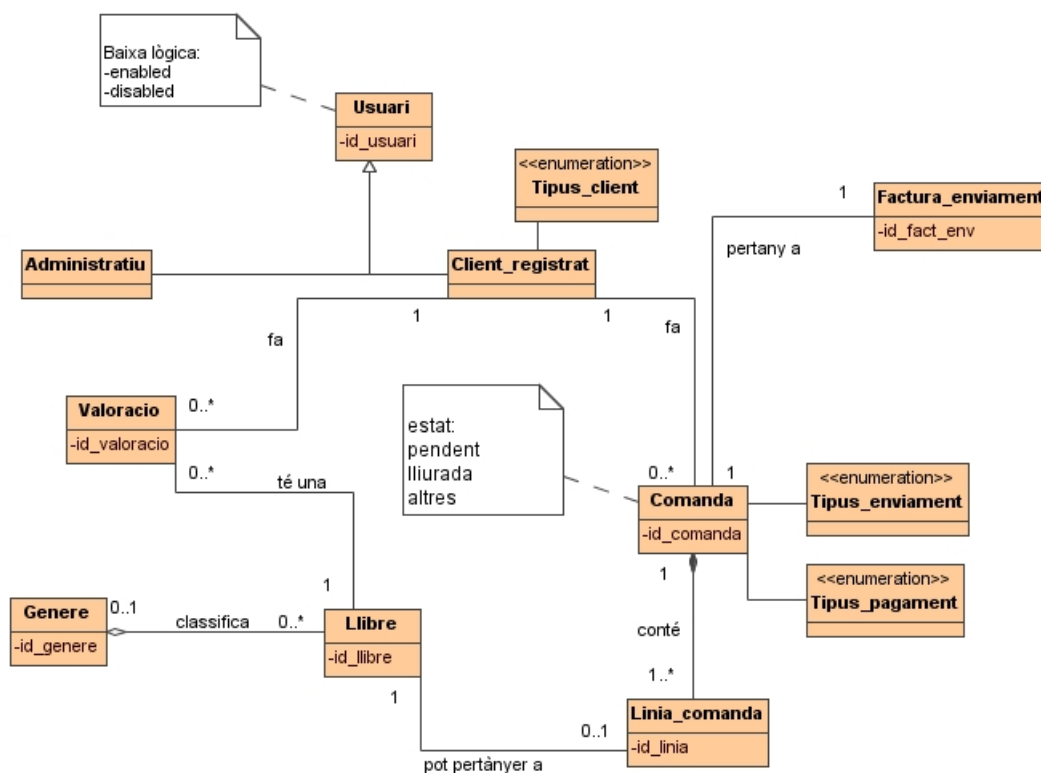 Baixa lògica:
-enabled
-disabled
Usuari
-id_usuari
<<enumeration>>
Tipus_client
1
Factura_enviament
-id_fact_env
pertany a
Administratiu
Client_registrat
1
1
fa
fa
Valoracio
-id_valoracio
0..*
0..*
té una
estat:
pendent
lliurada
altres
0..*
1
Comanda
-id_comanda
<<enumeration>>
Tipus_enviament
<<enumeration>>
Tipus_pagament
1
conté
1..*
Genere
-id_genere
0..1
classifica
0..*
1
Llibre
-id_llibre
1
0..1
pot pertànyer a
Linia_comanda
-id_linia